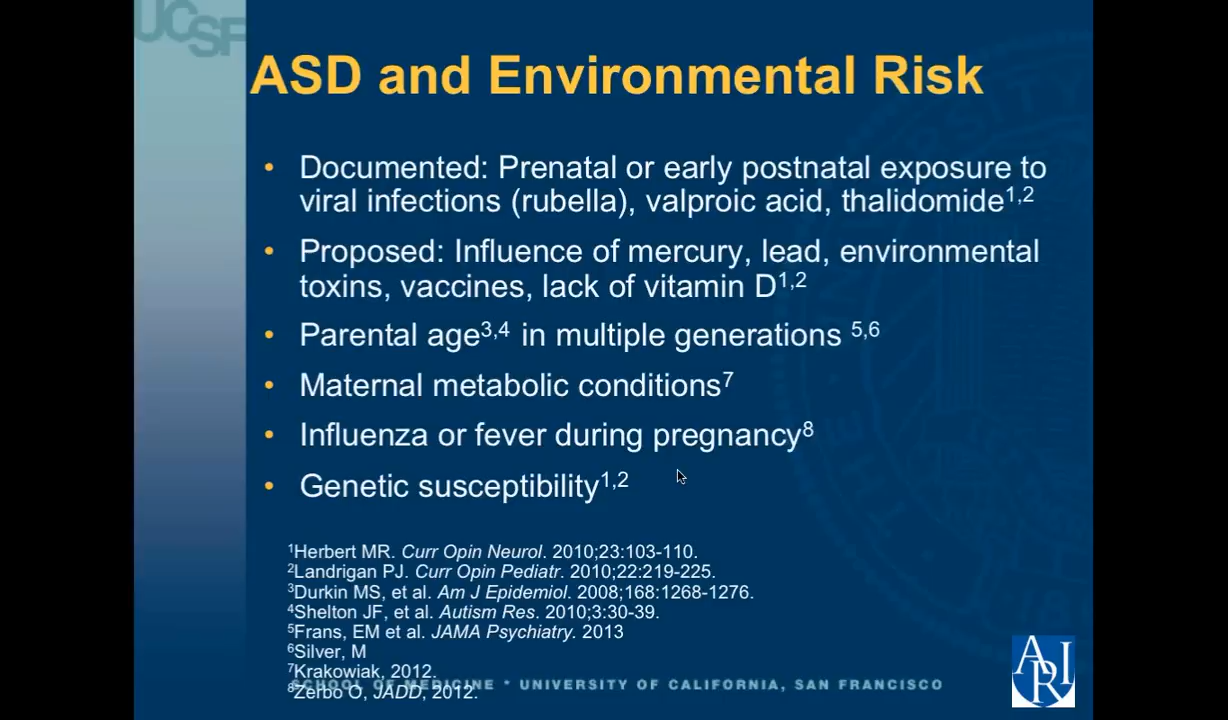 UCSF
ASD and Environmental Risk
• Documented: Prenatal or early postnatal exposure to
viral infections (rubella), valproic acid, thalidomide1,2
• Proposed: Influence of mercury, lead, environmental
toxins, vaccines, lack of vitamin D1,2
• Parental age3,4 in multiple generations 5,6
• Maternal metabolic conditions7
• Influenza or fever during pregnancy8
• Genetic susceptibility1,2
1Herbert MR. Curr Opin Neurol. 2010;23:103-110.
2Landrigan PJ. Curr Opin Pediatr. 2010;22:219-225.
3Durkin MS, et al. Am J Epidemiol. 2008;168:1268-1276.
4Shelton JF, et al. Autism Res. 2010;3:30-39.
5Frans, EM et al. JAMA Psychiatry. 2013
6Silver, M
7Krakowiak, 2012.
SCHOOL OF MEDICINE * UNIVERSITY OF CALIFORNIA, SAN FRANCISCO
8Zerbo O, JADD, 2012.
ARI